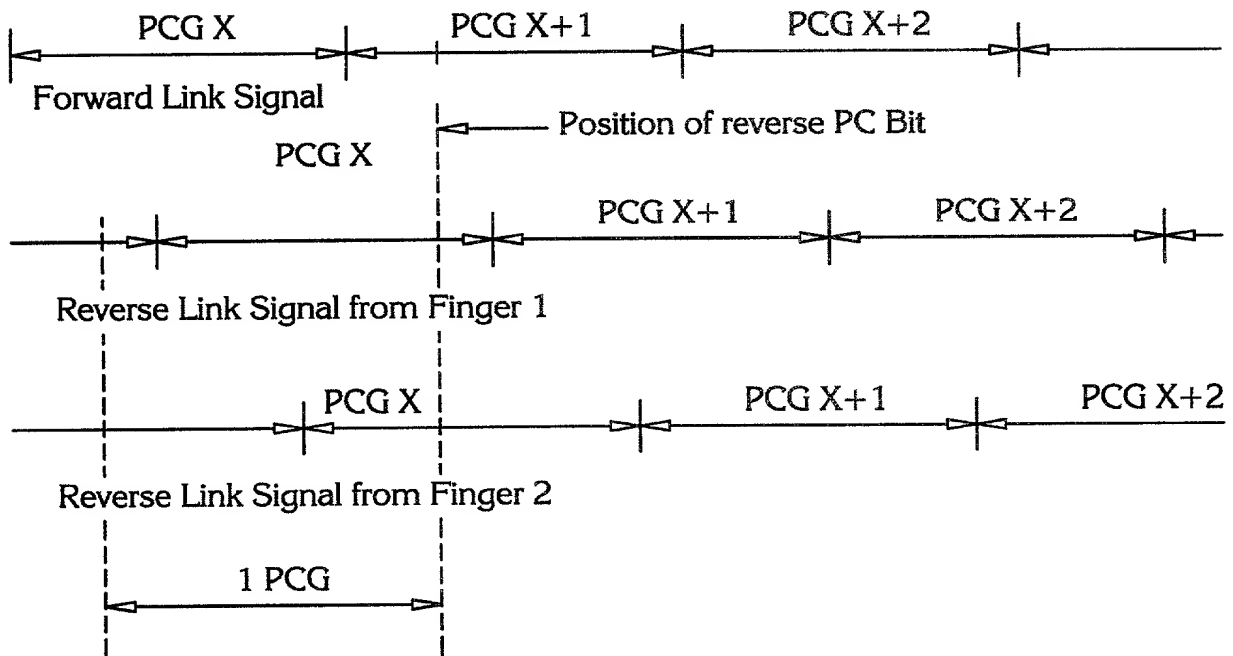 PCG X PCG X+1 PCG X+2
Forward Link Signal
Position of reverse PC Bit
PCG X
PCG X+1 PCG X+2
Reverse Link Signal from Finger 1
PCG X PCG X+1 PCG X+2
Reverse Link Signal from Finger 2
1 PCG